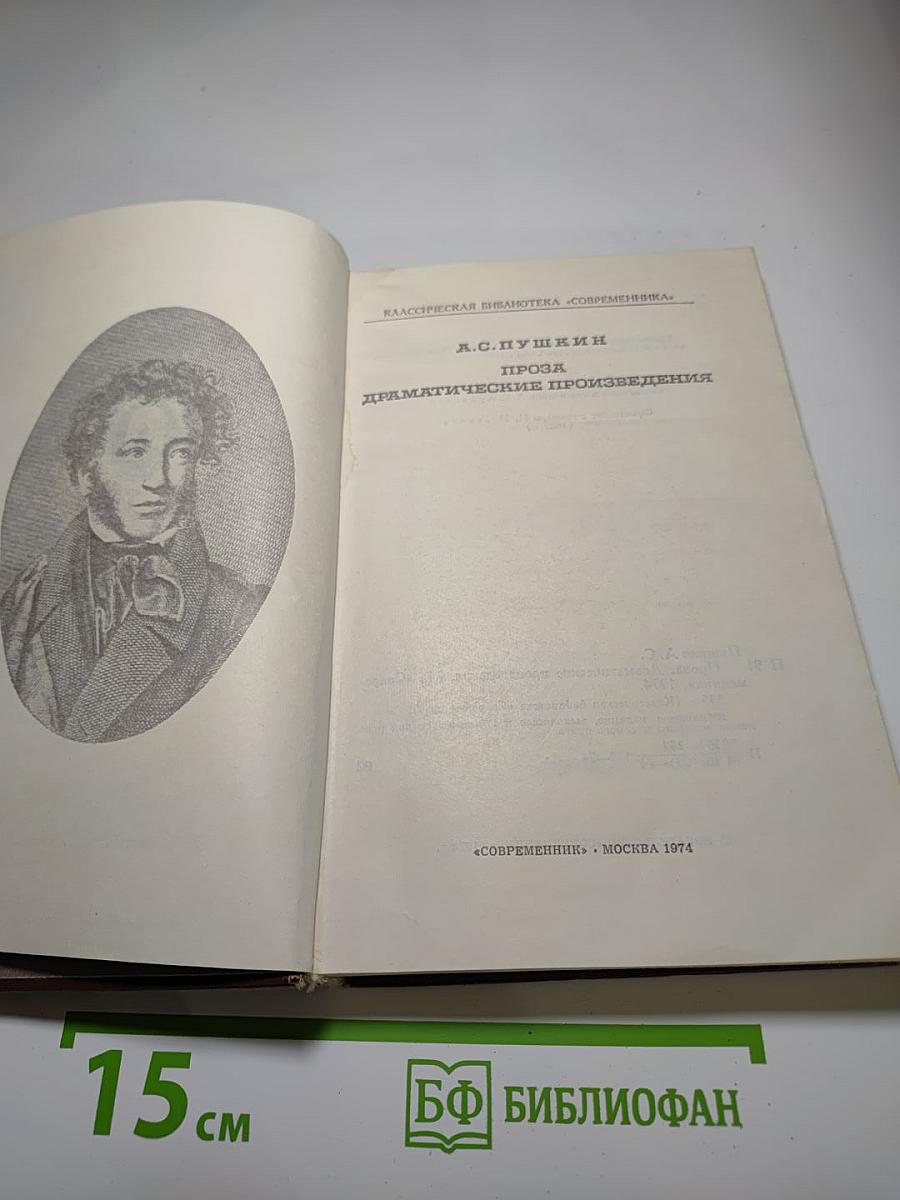 КЛАССИЧЕСКАЯ БИБЛИОТЕКА «СОВРЕМЕННИКА»
А. С. ПУШКИН
ПРОЗА
ДРАМАТИЧЕСКИЕ ПРОИЗВЕДЕНИЯ
«СОВРЕМЕННИК» • МОСКВА 1974
15 см
БФ БИБЛИОФАН